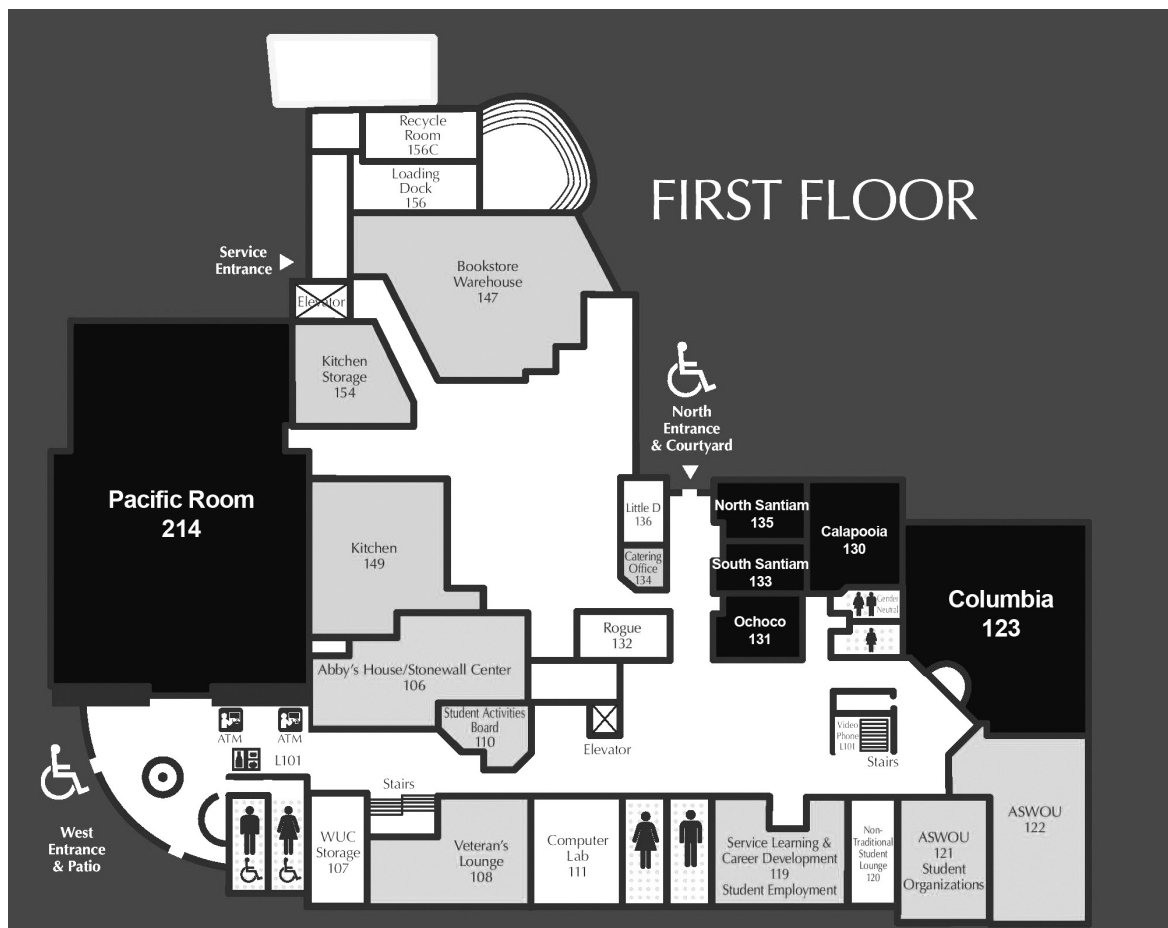 FIRST FLOOR
Recycle
Room
156C
Loading
Dock
156
Service
Entrance
Bookstore
Warehouse
147
Elevator
Kitchen
Storage
154
North
Entrance
& Courtyard
Pacific Room
214
Kitchen
149
Little D
136
Catering
Office
134
North Santiam
135
South Santiam
133
Calapooia
130
Ochoco
131
Gender
Neutral
Columbia
123
Rogue
132
Abby's House/Stonewall Center
106
Student Activities
Board
110
Elevator
ATM
ATM
L101
Video
Phone
L101
Stairs
Stairs
West
Entrance
& Patio
WUC
Storage
107
Veteran's
Lounge
108
Computer
Lab
111
Service Learning &
Career Development
119
Student Employment
Non-
Traditional
Student
Lounge
120
ASWOU
121
Student
Organizations
ASWOU
122